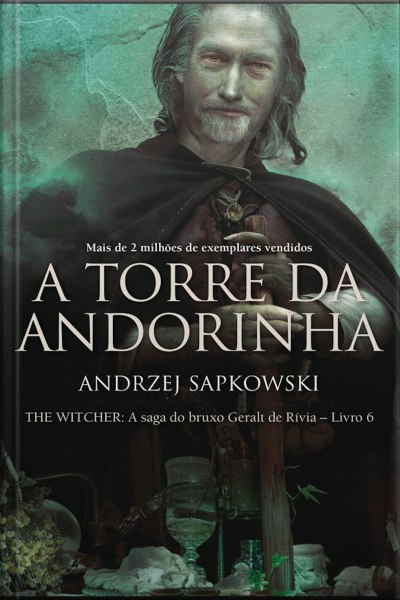 Mais de 2 milhões de exemplares vendidos
A TORRE DA
ANDORINHA
ANDRZEJ SAPKOWSKI
THE WITCHER: A saga do bruxo Geralt de Rívia – Livro 6